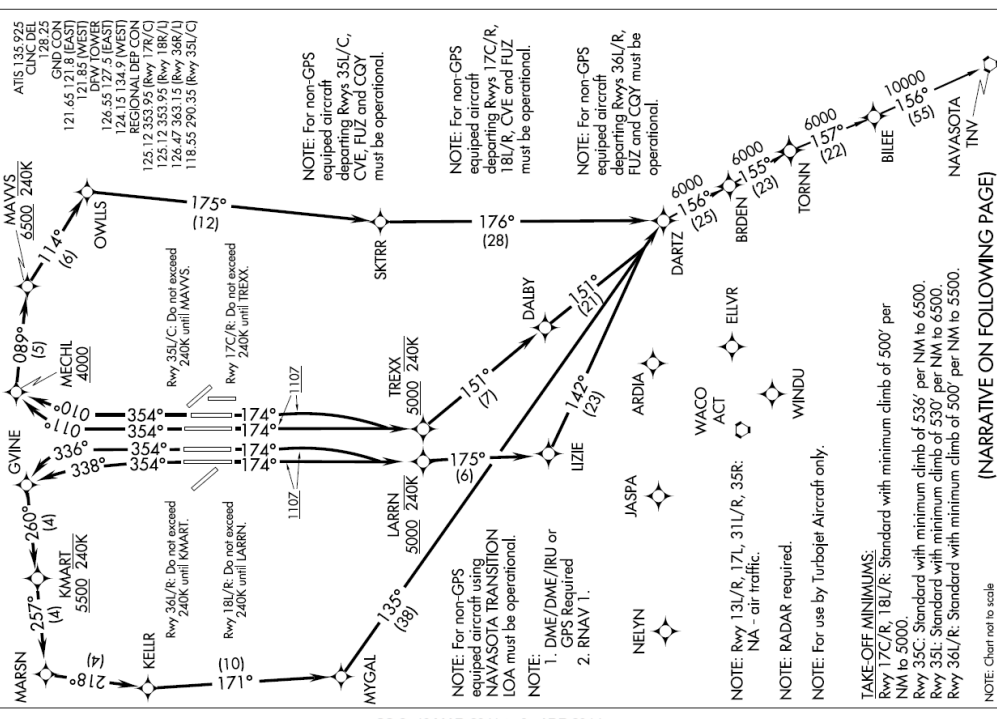 ATIS 135.925
CLNC DEL
128.25
GND CON
121.65 121.8 (EAST)
121.85 (WEST)
DFW TOWER
126.55 127.5 (EAST)
124.15 134.9 (WEST)
REGIONAL DEP CON
125.12 353.95 (Rwy 17R/C)
125.12 353.95 (Rwy 18R/L)
126.47 363.15 (Rwy 36R/L)
118.55 290.35 (Rwy 35L/C)
MAVVS
6500 240K
OWLLS
114°
(6)
089°
(5)
MECHL
4000
GVINE
260°
(4)
KMART
5500 240K
257°
(4)
MARSN
218°
(4)
KELLR
171°
(10)
MYGAL
010°
011°
336°
338°
354°
354°
354°
354°
174°
174°
174°
174°
1107
1107
Rwy 35L/C: Do not exceed
240K until MAVVS.
Rwy 17C/R: Do not exceed
240K until TREXX.
Rwy 36L/R: Do not exceed
240K until KMART.
Rwy 18L/R: Do not exceed
240K until LARRN.
175°
(12)
SKTRR
176°
(28)
TREXX
5000 240K
LARRN
5000 240K
151°
(7)
DALBY
151°
(21)
175°
(6)
LIZIE
142°
(23)
135°
(38)
DARTZ
6000
156°
(25)
BRDEN
6000
155°
(23)
TORNN
6000
157°
(22)
BILEE
10000
156°
(55)
NAVASOTA
TNV
NOTE: For non-GPS
equiped aircraft
departing Rwys 35L/C,
CVE, FUZ and CQY
must be operational.
NOTE: For non-GPS
equiped aircraft
departing Rwys 17C/R,
18L/R, CVE and FUZ
must be operational.
NOTE: For non-GPS
equiped aircraft
departing Rwys 36L/R,
FUZ and CQY must be
operational.
NOTE: For non-GPS
equiped aircraft using
NAVASOTA TRANSITION
LOA must be operational.
NOTE:
1. DME/DME/IRU or
GPS Required
2. RNAV 1.
NELYN
JASPA
ARDIA
WACO
ACT
ELLVR
WINDU
NOTE: Rwy 13L/R, 17L, 31L/R, 35R:
NA - air traffic.
NOTE: RADAR required.
NOTE: For use by Turbojet Aircraft only.
TAKE-OFF MINIMUMS:
Rwy 17C/R, 18L/R: Standard with minimum climb of 500' per
NM to 5000.
Rwy 35C: Standard with minimum climb of 536' per NM to 6500.
Rwy 35L: Standard with minimum climb of 530' per NM to 6500.
Rwy 36L/R: Standard with minimum climb of 500' per NM to 5500.
NOTE: Chart not to scale
(NARRATIVE ON FOLLOWING PAGE)